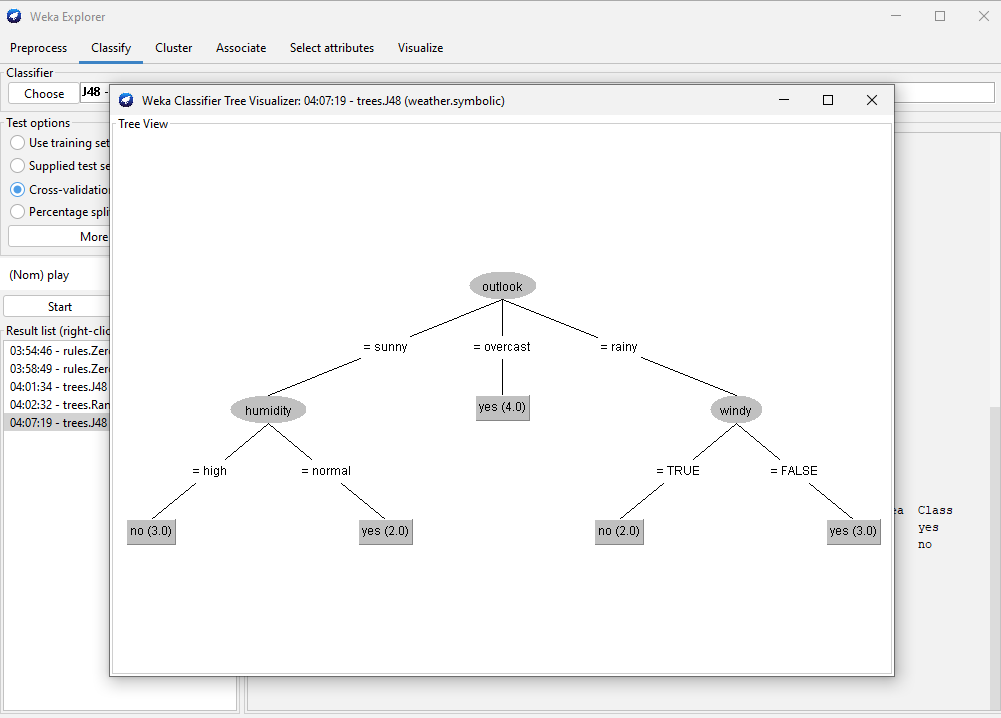 Weka Explorer
Preprocess Classify Cluster Associate Select attributes Visualize
Classifier
Choose J48 -
Weka Classifier Tree Visualizer: 04:07:19 - trees.J48 (weather.symbolic)
Tree View
Test options
Use training set
Supplied test se
Cross-validation
Percentage spli
More
(Nom) play
Start
Result list (right-clic
03:54:46 - rules.Zero
03:58:49 - rules.Zero
04:01:34 - trees.J48
04:02:32 - trees.Ran
04:07:19 - trees.J48
outlook
= sunny = overcast = rainy
humidity yes (4.0) windy
= high = normal = TRUE = FALSE
no (3.0) yes (2.0) no (2.0) yes (3.0)
ea Class
yes
no